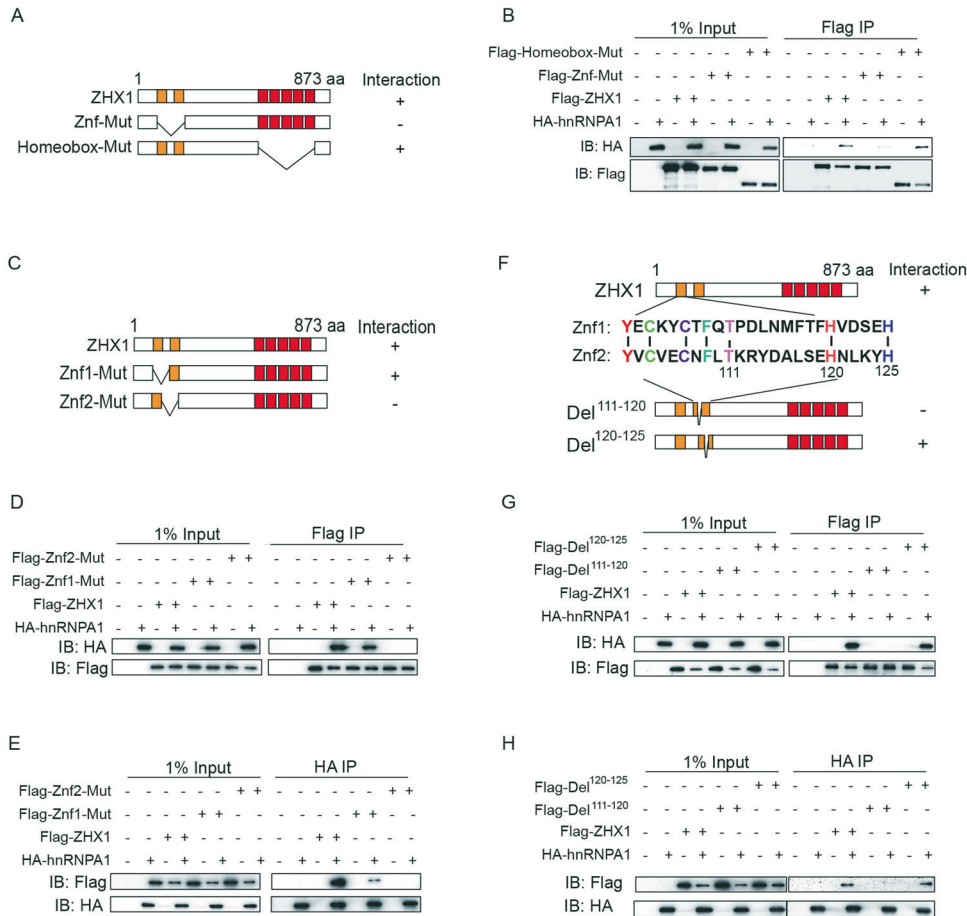 A
1 873 aa Interaction
ZHX1 +
Znf-Mut -
Homeobox-Mut +
B
1% Input Flag IP
Flag-Homeobox-Mut - - - - - - + + - - - - - - + +
Flag-Znf-Mut - - - - + + - - - - - - + + - -
Flag-ZHX1 - - + + - - - - - - + + - - - -
HA-hnRNPA1 - + - + - + - + - + - + - + - +
IB: HA
IB: Flag
C
1 873 aa Interaction
ZHX1 +
Znf1-Mut +
Znf2-Mut -
F
1 873 aa Interaction
ZHX1 +
Znf1: YECKYCTFQTPDLNMFTFHVDSEH
Znf2: YVCVECNFLTKRYDALSEHNLKYH
111 120 125
Del111-120 -
Del120-125 +
D
1% Input Flag IP
Flag-Znf2-Mut - - - - - - + + - - - - - - + +
Flag-Znf1-Mut - - - - + + - - - - - - + + - -
Flag-ZHX1 - - + + - - - - - - + + - - - -
HA-hnRNPA1 - + - + - + - + - + - + - + - +
IB: HA
IB: Flag
G
1% Input Flag IP
Flag-Del120-125 - - - - - - + + - - - - - - + +
Flag-Del111-120 - - - - + + - - - - - - + + - -
Flag-ZHX1 - - + + - - - - - - + + - - - -
HA-hnRNPA1 - + - + - + - + - + - + - + - +
IB: HA
IB: Flag
E
1% Input HA IP
Flag-Znf2-Mut - - - - - - + + - - - - - - + +
Flag-Znf1-Mut - - - - + + - - - - - - + + - -
Flag-ZHX1 - - + + - - - - - - + + - - - -
HA-hnRNPA1 - + - + - + - + - + - + - + - +
IB: Flag
IB: HA
H
1% Input HA IP
Flag-Del120-125 - - - - - - + + - - - - - - + +
Flag-Del111-120 - - - - + + - - - - - - + + - -
Flag-ZHX1 - - + + - - - - - - + + - - - -
HA-hnRNPA1 - + - + - + - + - + - + - + - +
IB: Flag
IB: HA